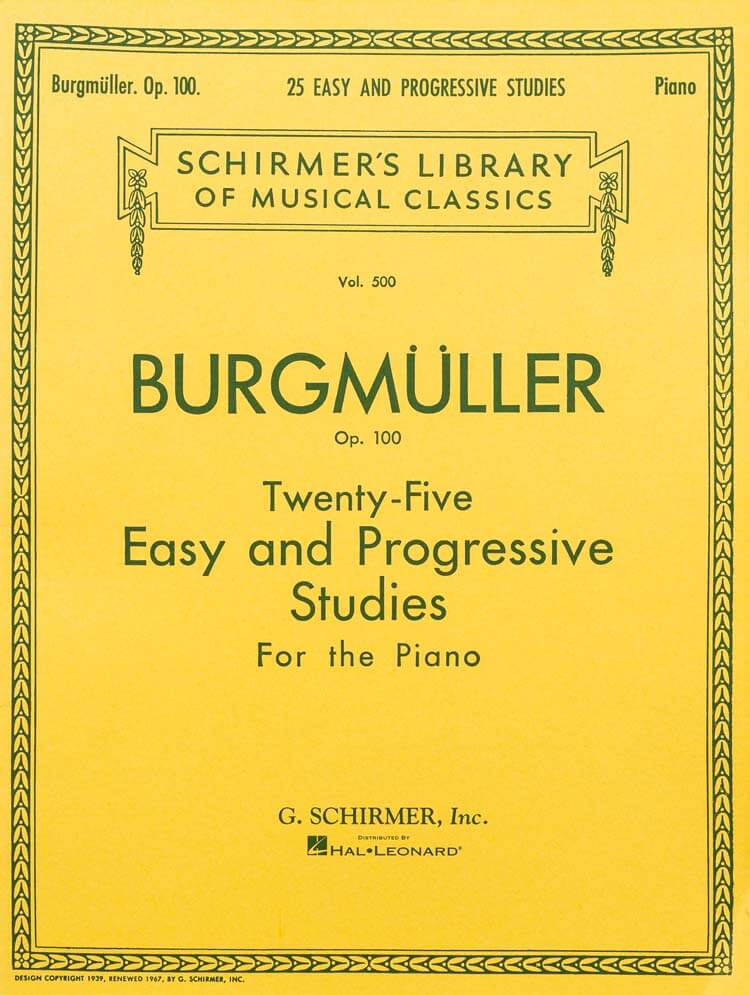 Burgmüller. Op. 100. 25 EASY AND PROGRESSIVE STUDIES Piano
SCHIRMER'S LIBRARY
OF MUSICAL CLASSICS
Vol. 500
BURGMÜLLER
Op. 100
Twenty-Five
Easy and Progressive
Studies
For the Piano
G. SCHIRMER, Inc.
DISTRIBUTED BY
HAL•LEONARD®
DESIGN COPYRIGHT 1939, RENEWED 1967, BY G. SCHIRMER, INC.